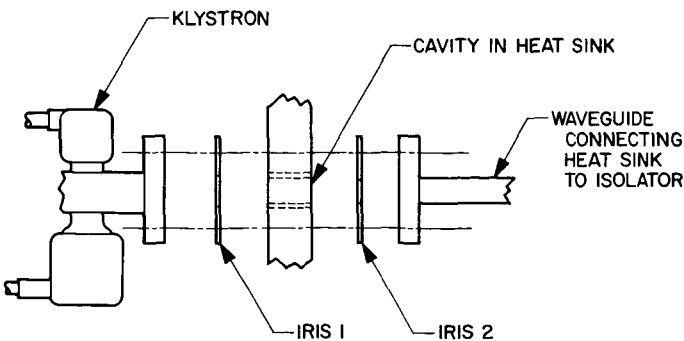 KLYSTRON
CAVITY IN HEAT SINK
WAVEGUIDE
CONNECTING
HEAT SINK
TO ISOLATOR
IRIS 1
IRIS 2